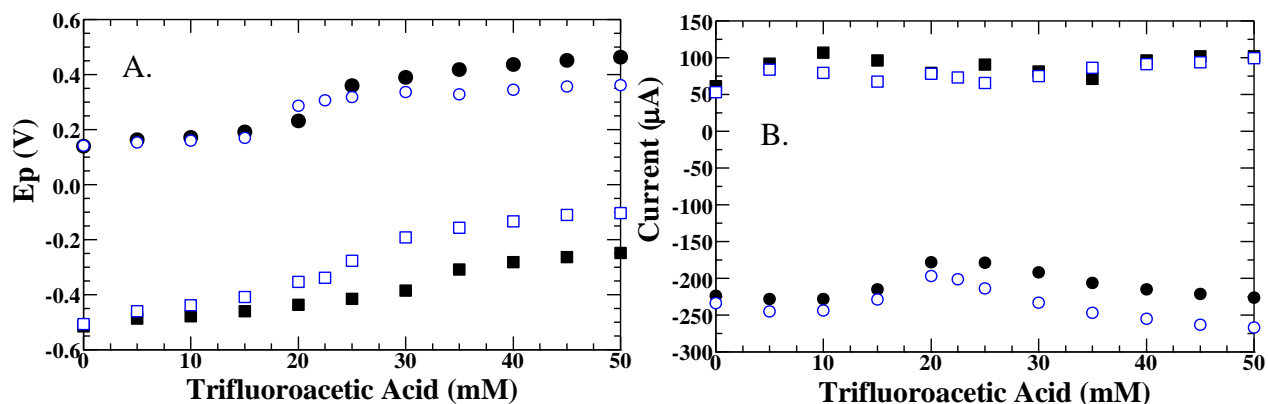 A.
Ep (V)
0.6
0.4
0.2
0.0
-0.2
-0.4
-0.6
0 10 20 30 40 50
Trifluoroacetic Acid (mM)
B.
Current (μA)
150
100
50
0
-50
-100
-150
-200
-250
-300
0 10 20 30 40 50
Trifluoroacetic Acid (mM)